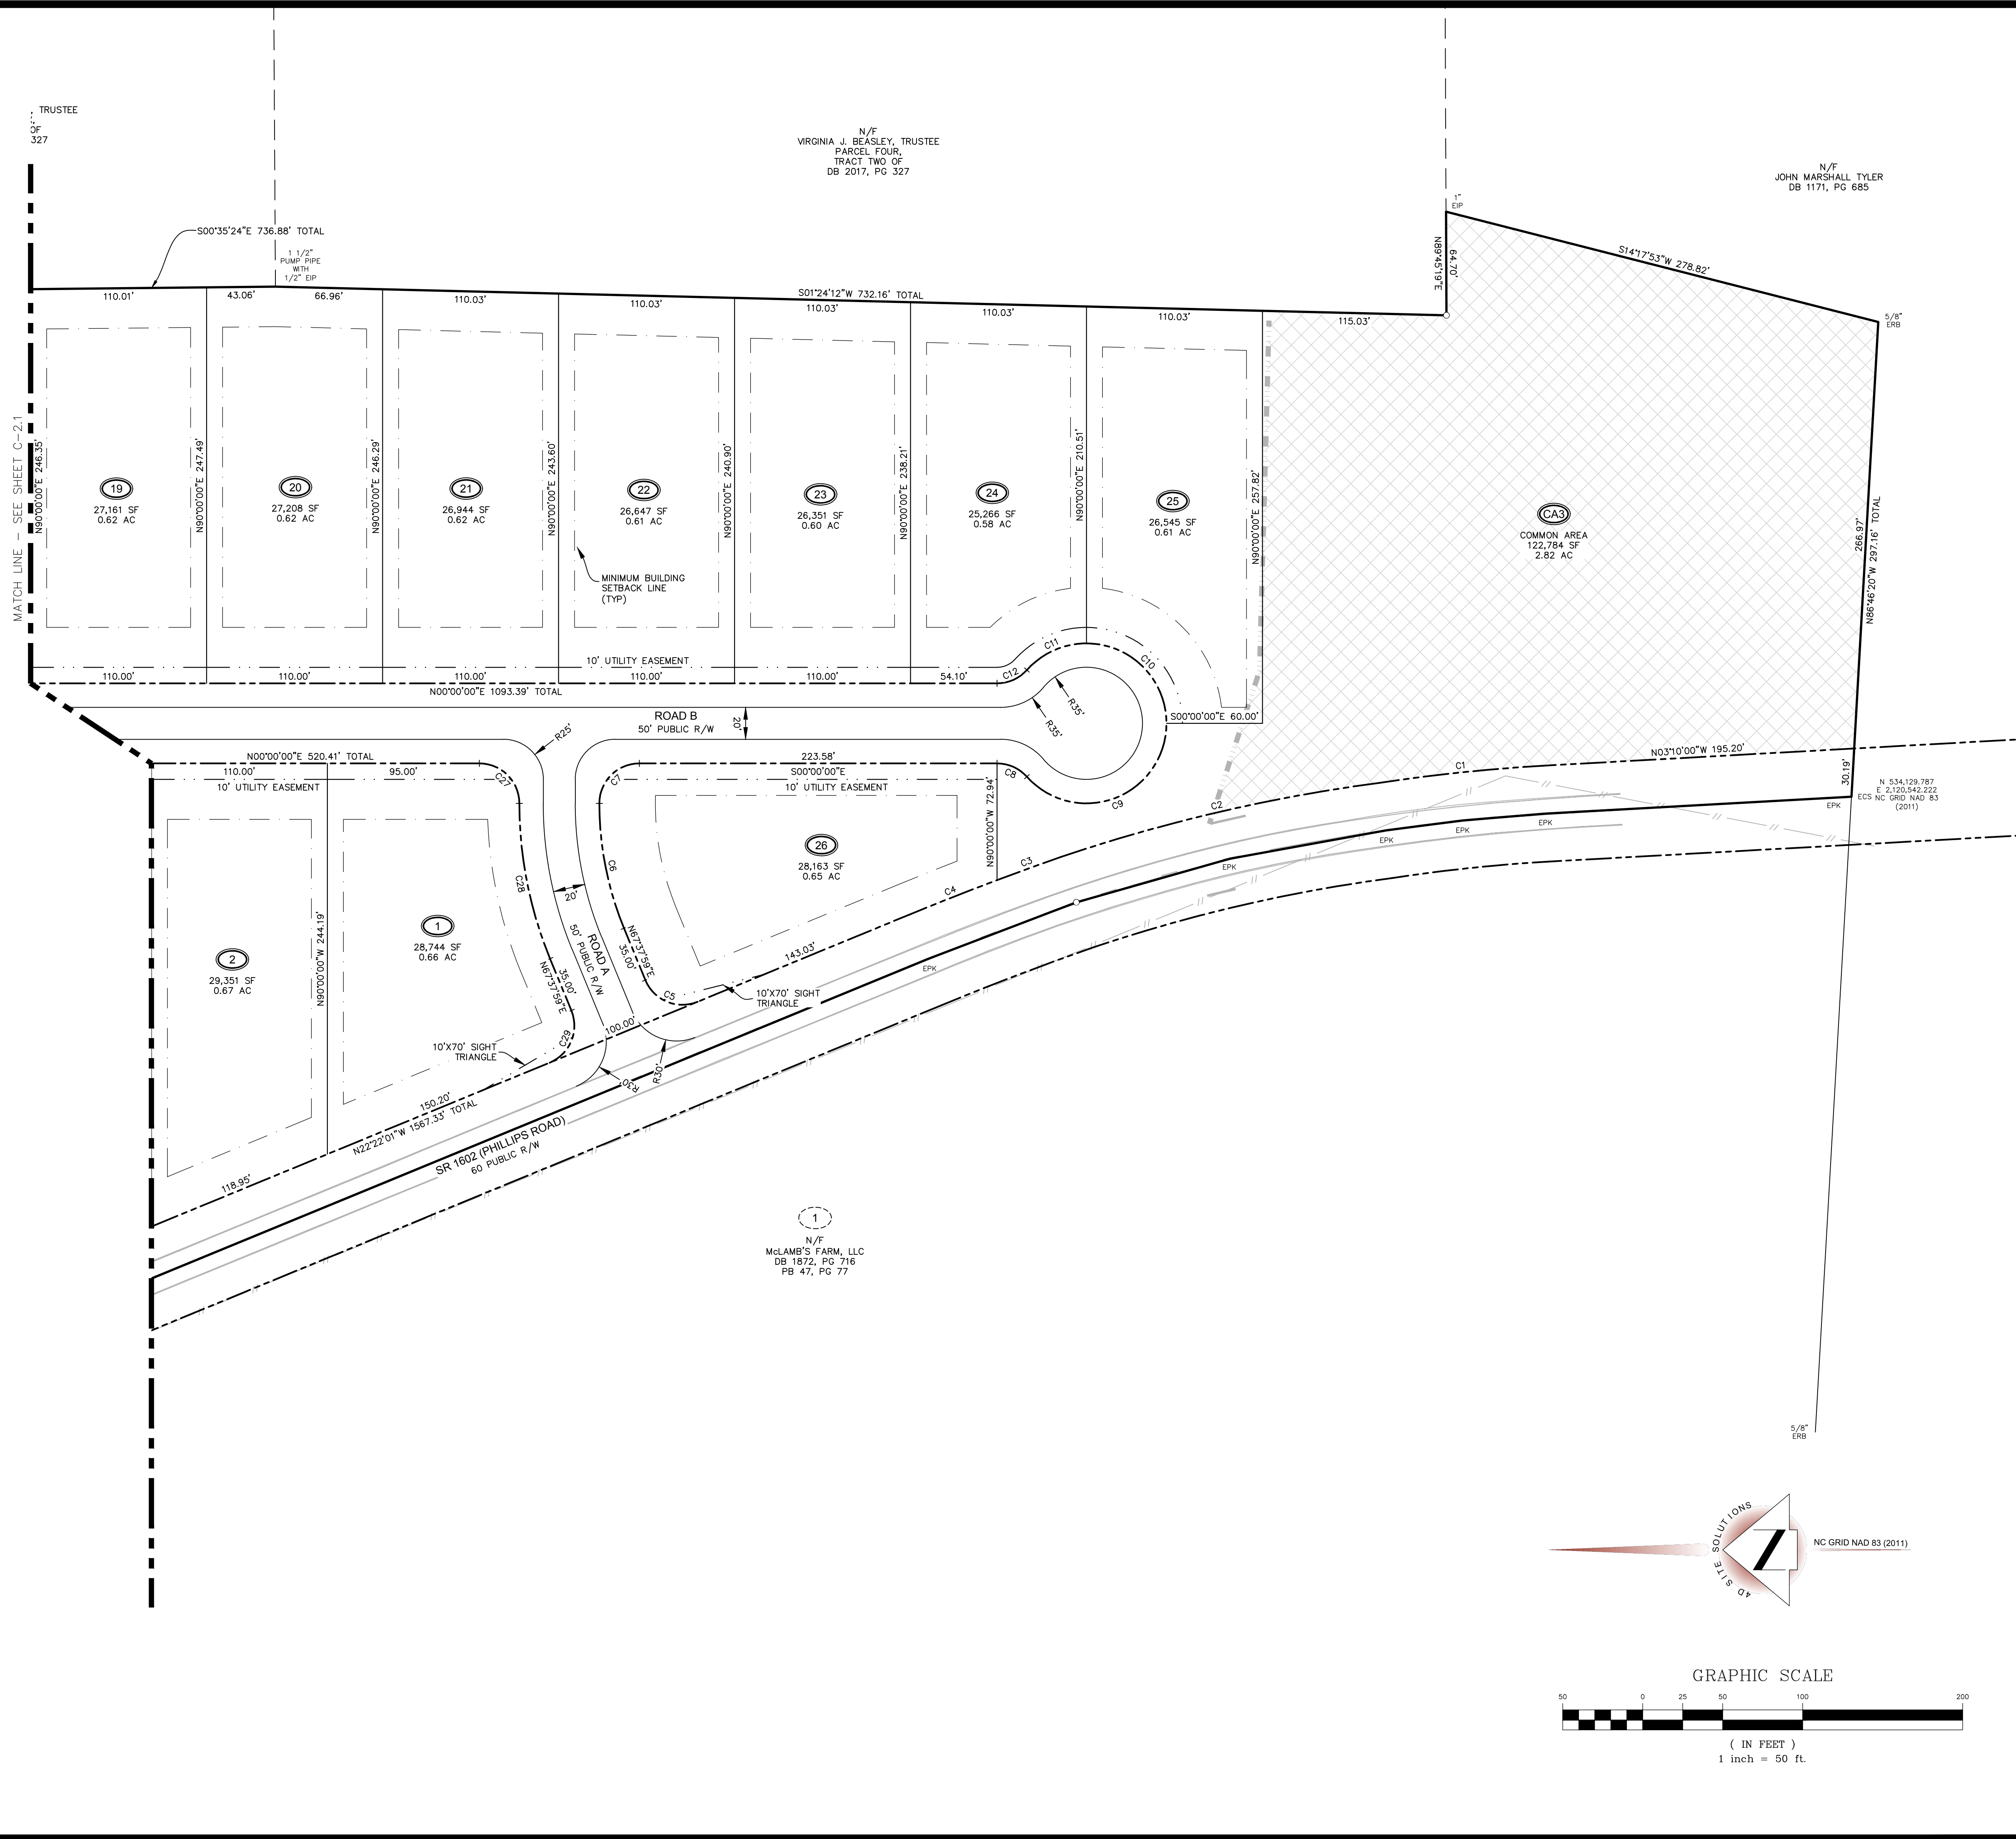 , TRUSTEE
OF
327
N/F
VIRGINIA J. BEASLEY, TRUSTEE
PARCEL FOUR,
TRACT TWO OF
DB 2017, PG 327
N/F
JOHN MARSHALL TYLER
DB 1171, PG 685
1"
EIP
S00°35'24"E 736.88' TOTAL
1 1/2"
PUMP PIPE
WITH
1/2" EIP
N89°45'19"E
64.70'
S14°17'53"W 278.82'
5/8"
ERB
110.01'
43.06'
66.96'
110.03'
110.03'
S01°24'12"W 732.16' TOTAL
110.03'
110.03'
110.03'
115.03'
MATCH LINE - SEE SHEET C-2.1
N90°00'00"E 246.35'
N90°00'00"E 247.49'
N90°00'00"E 246.29'
N90°00'00"E 243.60'
N90°00'00"E 240.90'
N90°00'00"E 238.21'
N90°00'00"E 210.51'
N90°00'00"E 257.82'
19
27,161 SF
0.62 AC
20
27,208 SF
0.62 AC
21
26,944 SF
0.62 AC
22
26,647 SF
0.61 AC
23
26,351 SF
0.60 AC
24
25,266 SF
0.58 AC
25
26,545 SF
0.61 AC
CA3
COMMON AREA
122,784 SF
2.82 AC
266.97'
N86°46'20"W 297.16' TOTAL
MINIMUM BUILDING
SETBACK LINE
(TYP)
10' UTILITY EASEMENT
110.00'
110.00'
110.00'
110.00'
110.00'
54.10'
C12
C11
C10
N00°00'00"E 1093.39' TOTAL
R35'
R35'
ROAD B
50' PUBLIC R/W
20'
R25'
S00°00'00"E 60.00'
N00°00'00"E 520.41' TOTAL
110.00'
95.00'
10' UTILITY EASEMENT
C27
C7
223.58'
S00°00'00"E
10' UTILITY EASEMENT
C8
C9
C2
C1
N03°10'00"W 195.20'
30.19'
N 534,129.787
E 2,120,542.222
ECS NC GRID NAD 83
(2011)
EPK
EPK
EPK
EPK
EPK
EPK
N90°00'00"W 72.94'
C3
C4
26
28,163 SF
0.65 AC
C6
C28
20'
ROAD A
50' PUBLIC R/W
N67°37'59"E
35.00'
35.00'
N67°37'59"E
1
28,744 SF
0.66 AC
2
29,351 SF
0.67 AC
N90°00'00"W 244.19'
C5
143.03'
10'X70' SIGHT
TRIANGLE
100.00'
C29
10'X70' SIGHT
TRIANGLE
R30'
R30'
150.20'
N22°22'01"W 1567.33' TOTAL
118.95'
SR 1602 (PHILLIPS ROAD)
60 PUBLIC R/W
1
N/F
McLAMB'S FARM, LLC
DB 1872, PG 716
PB 47, PG 77
5/8"
ERB
4D SITE SOLUTIONS
NC GRID NAD 83 (2011)
GRAPHIC SCALE
50 0 25 50 100 200
( IN FEET )
1 inch = 50 ft.